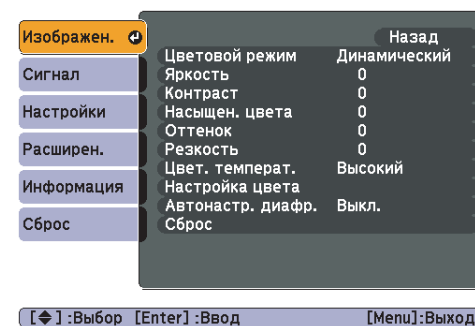 Изображен.
Сигнал
Настройки
Расширен.
Информация
Сброс
Назад
Цветовой режим Динамический
Яркость 0
Контраст 0
Насыщен. цвета 0
Оттенок 0
Резкость 0
Цвет. температ. Высокий
Настройка цвета
Автонастр. диафр. Выкл.
Сброс
[ ] :Выбор [Enter] :Ввод [Menu]:Выход